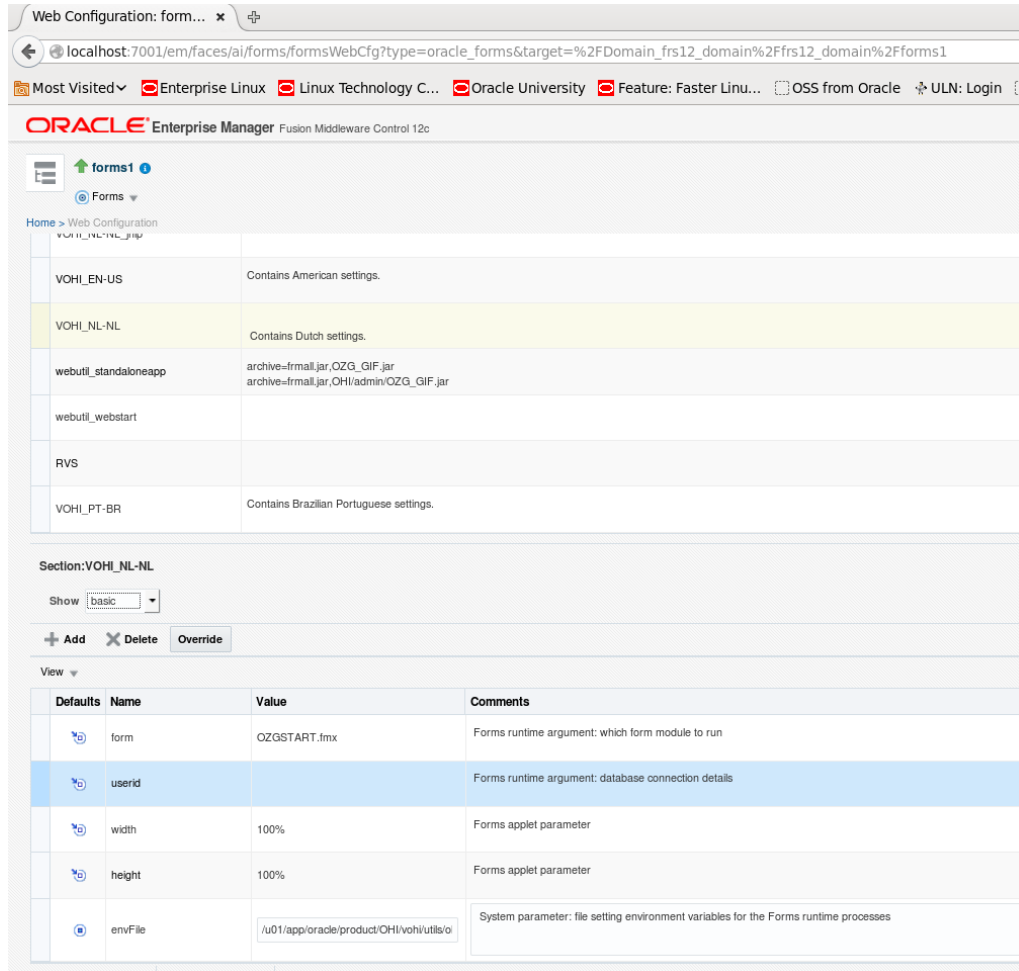 Web Configuration: form...
localhost:7001/em/faces/ai/forms/formsWebCfg?type=oracle_forms&target=%2FDomain_frs12_domain%2Ffrs12_domain%2Fforms1
Most Visited Enterprise Linux Linux Technology C... Oracle University Feature: Faster Linu... OSS from Oracle ULN: Login
ORACLE Enterprise Manager Fusion Middleware Control 12c
forms1
Forms
Home > Web Configuration
VOHI_NL-NL_jnlp
VOHI_EN-US Contains American settings.
VOHI_NL-NL Contains Dutch settings.
webutil_standaloneapp archive=frmall.jar,OZG_GIF.jar
archive=frmall.jar,OHI/admin/OZG_GIF.jar
webutil_webstart
RVS
VOHI_PT-BR Contains Brazilian Portuguese settings.
Section:VOHI_NL-NL
Show basic
Add Delete Override
View
Defaults Name Value Comments
form OZGSTART.fmx Forms runtime argument: which form module to run
userid Forms runtime argument: database connection details
width 100% Forms applet parameter
height 100% Forms applet parameter
envFile /u01/app/oracle/product/OHI/vohi/utils/o System parameter: file setting environment variables for the Forms runtime processes